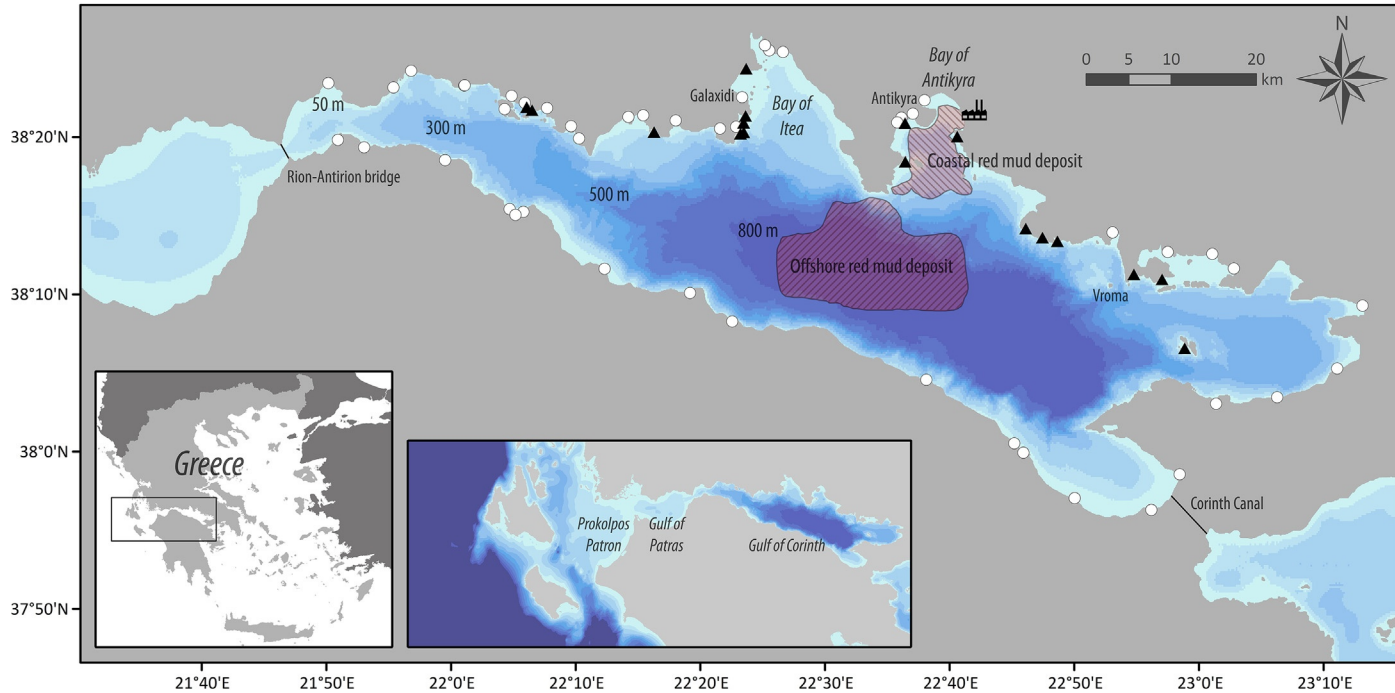 N
0 5 10 20
km
Bay of
Antikyra
Galaxidi
Antikyra
Bay of
Itea
50 m
300 m
38°20'N
Rion-Antirion bridge
Coastal red mud deposit
500 m
800 m
Offshore red mud deposit
38°10'N
Vroma
38°0'N
Greece
Corinth Canal
Prokolpos
Patron
Gulf of
Patras
Gulf of Corinth
37°50'N
21°40'E 21°50'E 22°0'E 22°10'E 22°20'E 22°30'E 22°40'E 22°50'E 23°0'E 23°10'E